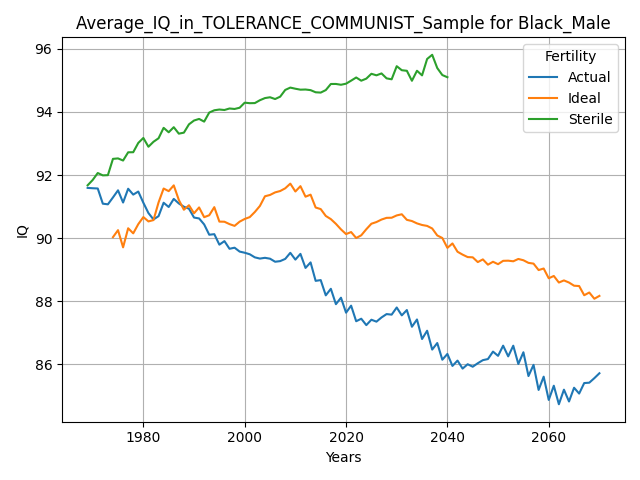 Average_IQ_in_TOLERANCE_COMMUNIST_Sample for Black_Male
Fertility
Actual
Ideal
Sterile
IQ
96
94
92
90
88
86
1980 2000 2020 2040 2060
Years